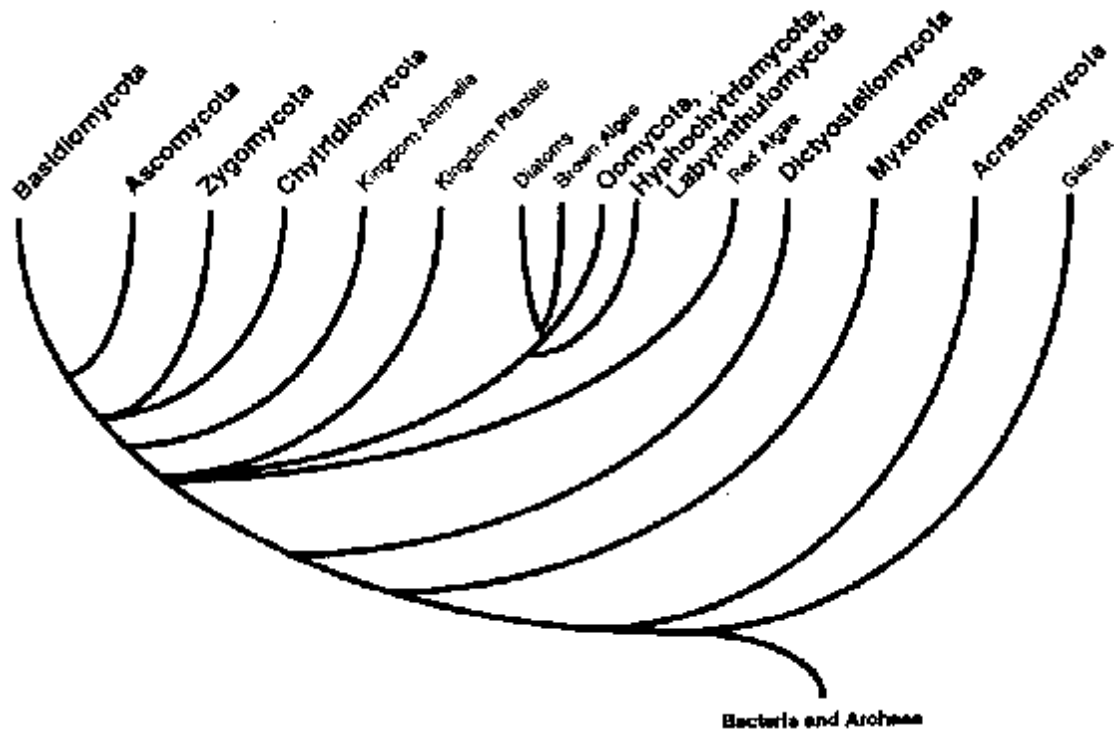 Basidiomycota
Ascomycota
Zygomycota
Chytridiomycota
Kingdom Animalia
Kingdom Plantae
Diatoms
Brown Algae
Oomycota,
Hyphochytriomycota,
Labyrinthulomycota
Red Algae
Dictyosteliomycota
Myxomycota
Acrasiomycota
Giardia
Bacteria and Archaea